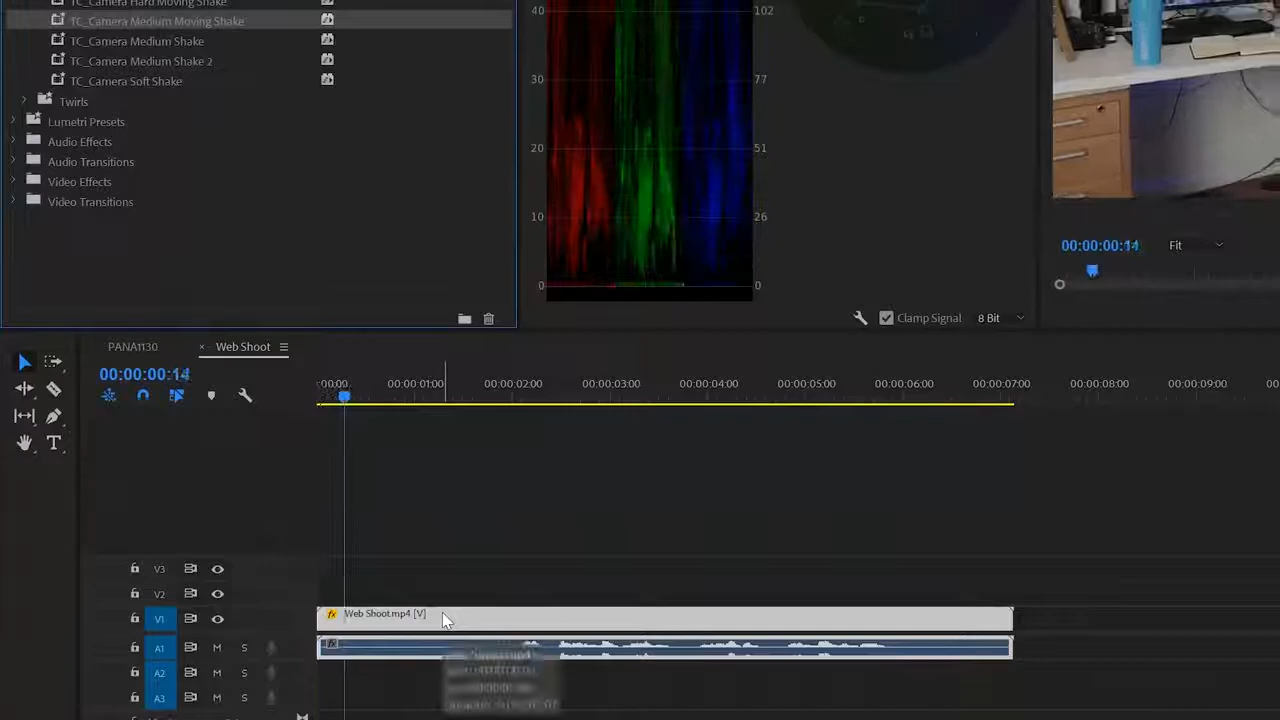 TC_Camera Hard Moving Shake
TC_Camera Medium Moving Shake
TC_Camera Medium Shake
TC_Camera Medium Shake 2
TC_Camera Soft Shake
Twirls
Lumetri Presets
Audio Effects
Audio Transitions
Video Effects
Video Transitions
40 102
30 77
20 51
10 26
0 0
Clamp Signal 8 Bit
00:00:00:14 Fit
PANA1130 × Web Shoot
00:00:00:14
:00:00 00:00:01:00 00:00:02:00 00:00:03:00 00:00:04:00 00:00:05:00 00:00:06:00 00:00:07:00 00:00:08:00 00:00:09:00
V3
V2
V1 fx Web Shoot.mp4 [V]
A1 M S fx
A2 M S
A3 M S